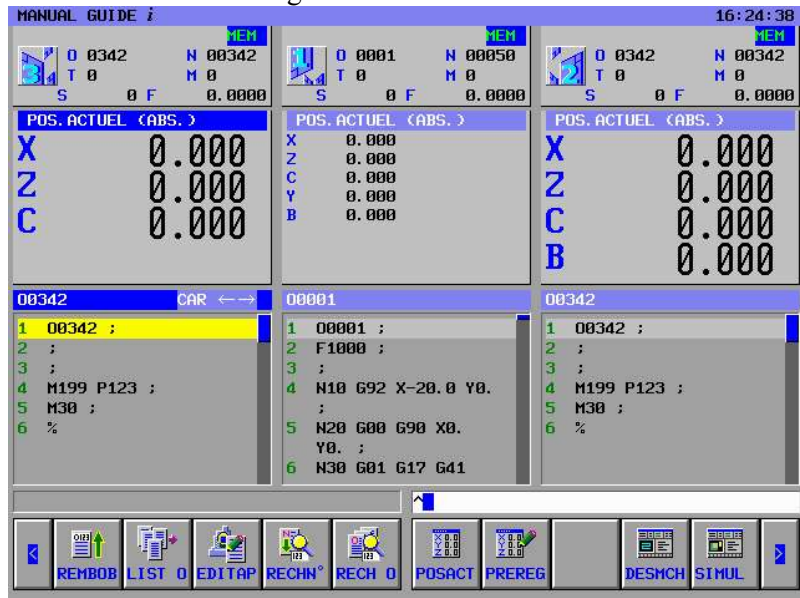 MANUAL GUIDE i 16:24:38
MEM MEM MEM
O 0342 N 00342 O 0001 N 00050 O 0342 N 00342
T 0 M 0 T 0 M 0 T 0 M 0
S 0 F 0.0000 S 0 F 0.0000 S 0 F 0.0000
POS.ACTUEL (ABS.)
X 0.000
Z 0.000
C 0.000
POS.ACTUEL (ABS.)
X 0.000
Z 0.000
C 0.000
Y 0.000
B 0.000
POS.ACTUEL (ABS.)
X 0.000
Z 0.000
C 0.000
B 0.000
O0342 CAR ←→
1 O0342 ;
2 ;
3 ;
4 M199 P123 ;
5 M30 ;
6 %
O0001
1 O0001 ;
2 F1000 ;
3 ;
4 N10 G92 X-20.0 Y0.
;
5 N20 G00 G90 X0.
Y0. ;
6 N30 G01 G17 G41
O0342
1 O0342 ;
2 ;
3 ;
4 M199 P123 ;
5 M30 ;
6 %
^
< REMBOB LIST O EDITAP RECHN° RECH O POSACT PREREG DESMCH SIMUL >